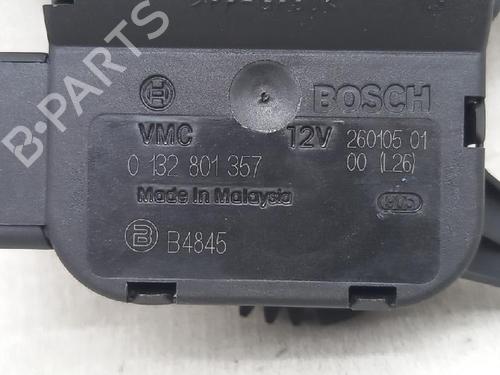 BOSCH
VMC 12V 260105 01
0 132 801 357 00 (L26)
Made In Malaysia
B B4845
B-PARTS